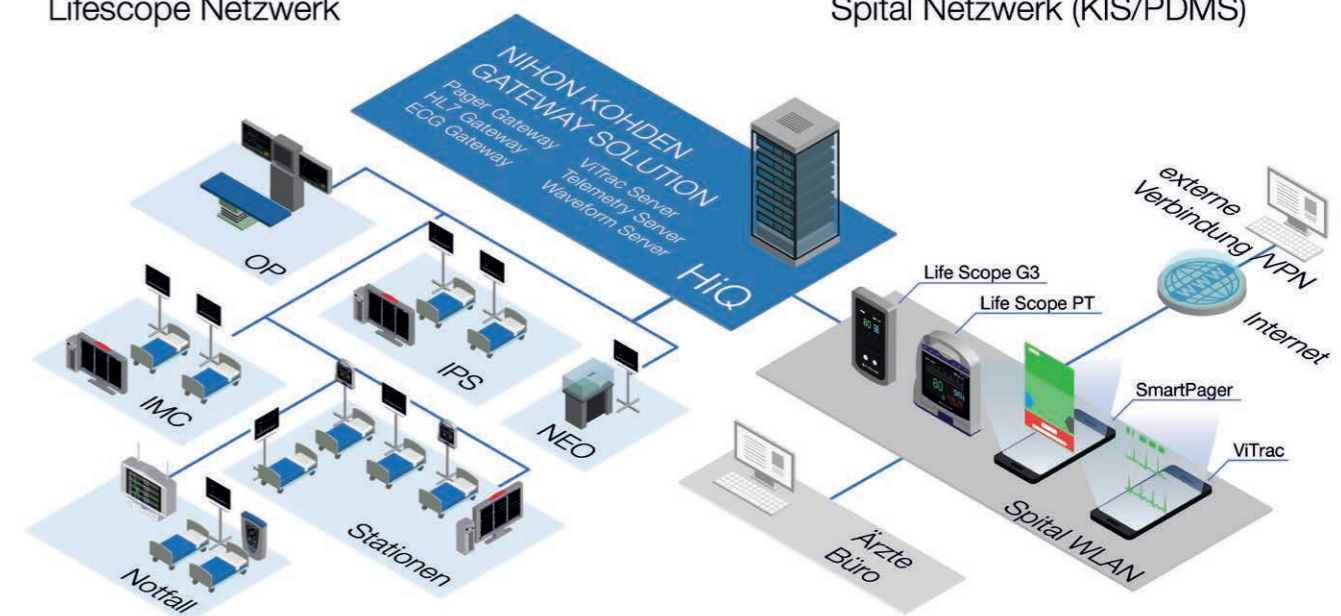 Lifescope Netzwerk
Spital Netzwerk (KIS/PDMS)
NIHON KOHDEN
GATEWAY SOLUTION
Pager Gateway
HL7 Gateway
ECG Gateway
ViTrac Server
Telemetry Server
Waveform Server
HiQ
OP
IMC
IPS
NEO
Notfall
Stationen
Life Scope G3
Life Scope PT
externe
Verbindung /VPN
WWW
Internet
SmartPager
ViTrac
Spital WLAN
Ärzte
Büro